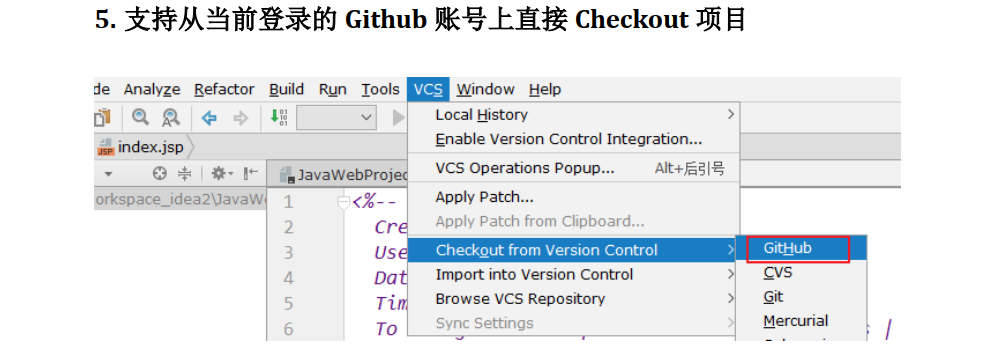 5. 支持从当前登录的 Github 账号上直接 Checkout 项目
de Analyze Refactor Build Run Tools VCS Window Help
Local History
Enable Version Control Integration...
index.jsp
VCS Operations Popup... Alt+后引号
JavaWebProjec
orkspace_idea2\JavaWe
Apply Patch...
1 <%--
Apply Patch from Clipboard...
2 Cre
3 Use
Checkout from Version Control
GitHub
4 Dat
Import into Version Control
CVS
5 Tim
Browse VCS Repository
Git
6 To
Sync Settings
s |
Mercurial